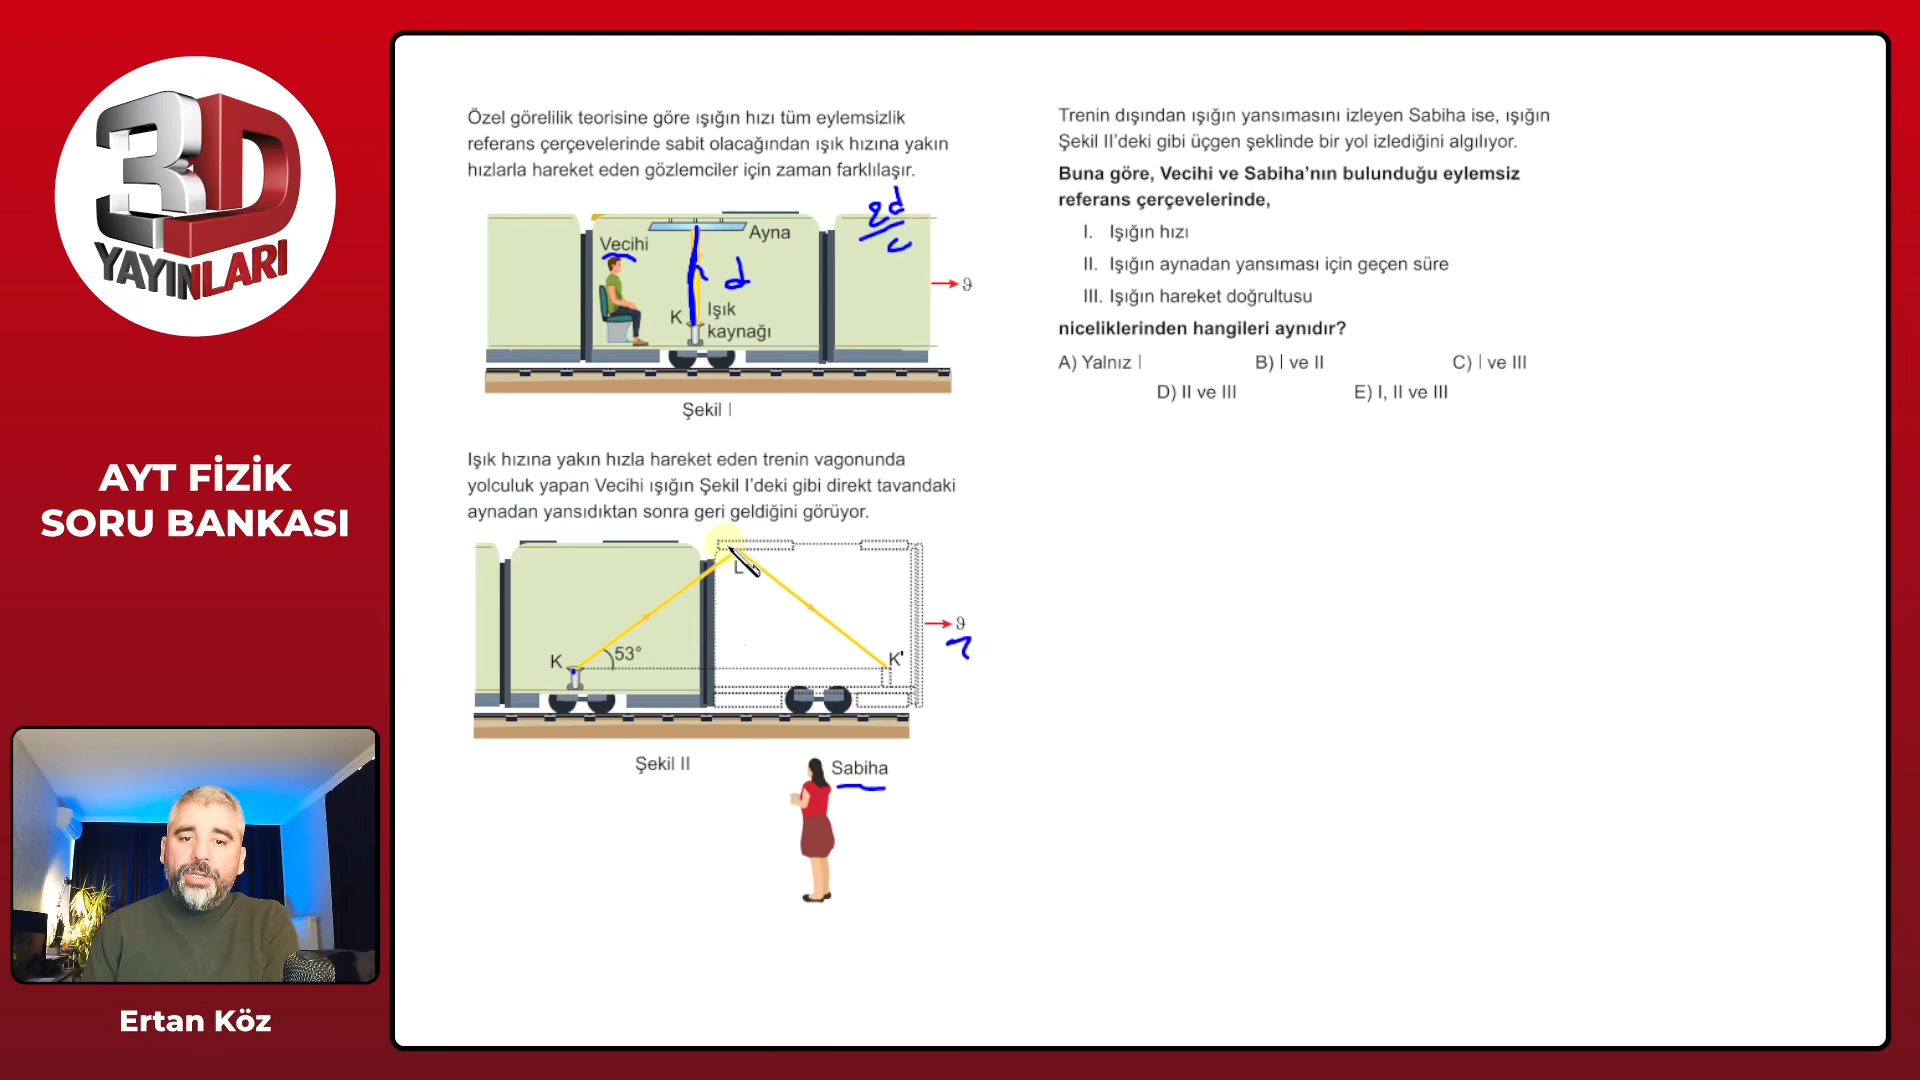 3D
YAYINLARI
AYT FİZİK
SORU BANKASI
Ertan Köz
Özel görelilik teorisine göre ışığın hızı tüm eylemsizlik
referans çerçevelerinde sabit olacağından ışık hızına yakın
hızlarla hareket eden gözlemciler için zaman farklılaşır.
2d
c
Vecihi
Ayna
d
K
Işık
kaynağı
ϑ
Şekil I
Işık hızına yakın hızla hareket eden trenin vagonunda
yolculuk yapan Vecihi ışığın Şekil I'deki gibi direkt tavandaki
aynadan yansıdıktan sonra geri geldiğini görüyor.
L
K
53°
K'
ϑ
Şekil II
Sabiha
Trenin dışından ışığın yansımasını izleyen Sabiha ise, ışığın
Şekil II'deki gibi üçgen şeklinde bir yol izlediğini algılıyor.
Buna göre, Vecihi ve Sabiha'nın bulunduğu eylemsiz
referans çerçevelerinde,
I. Işığın hızı
II. Işığın aynadan yansıması için geçen süre
III. Işığın hareket doğrultusu
niceliklerinden hangileri aynıdır?
A) Yalnız I B) I ve II C) I ve III
D) II ve III E) I, II ve III